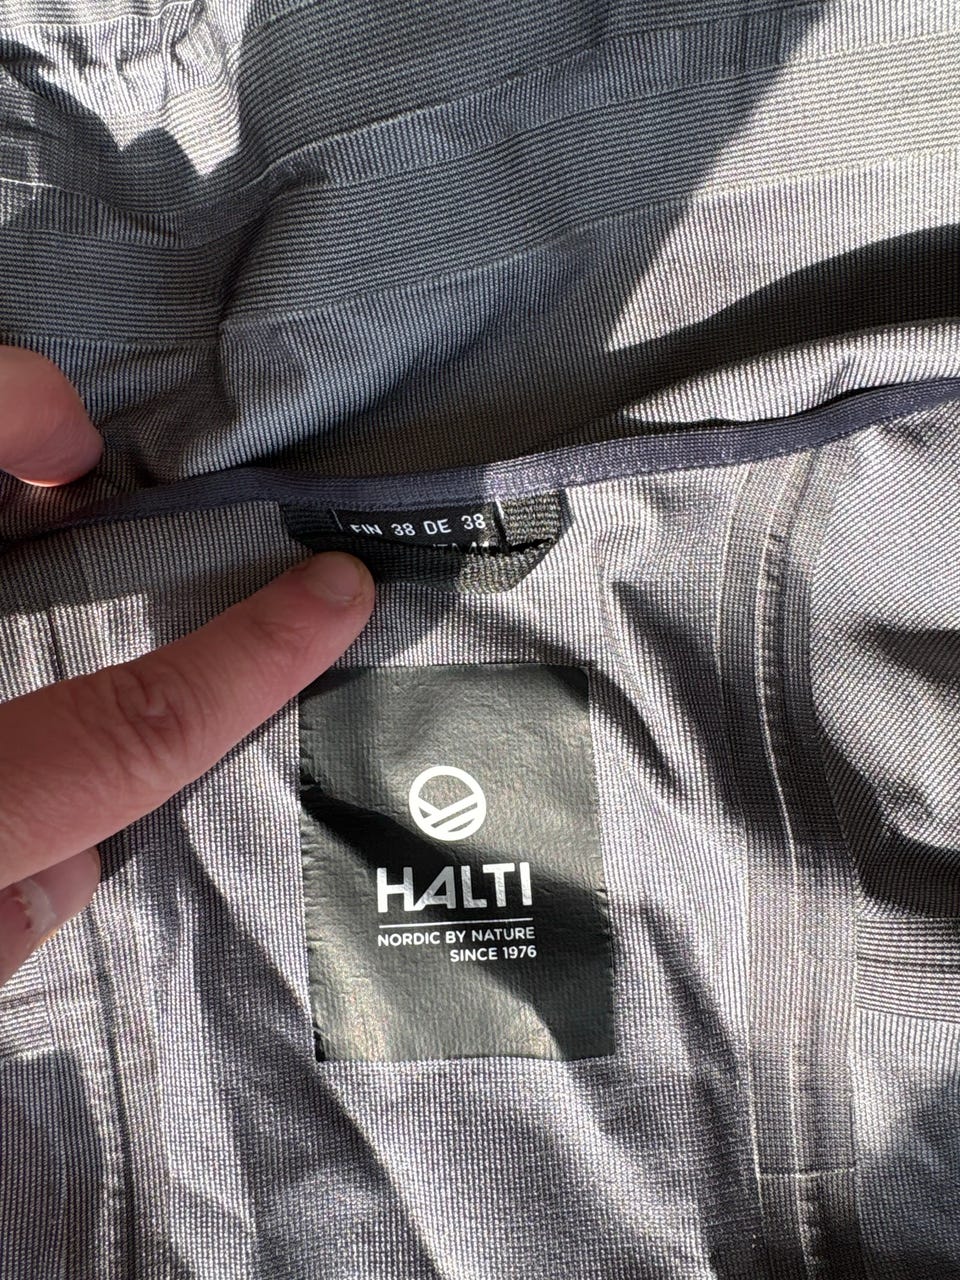 FIN 38 DE 38
HALTI
NORDIC BY NATURE
SINCE 1976